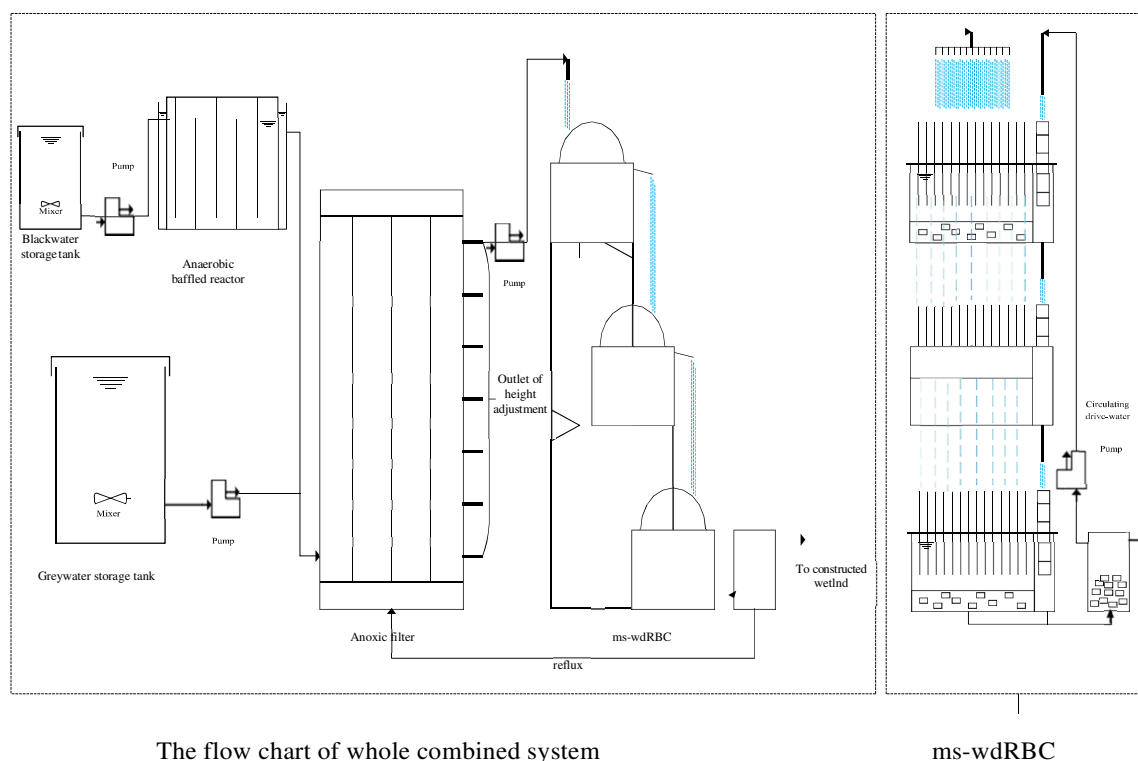 Pump
Mixer
Blackwater
storage tank
Anaerobic
baffled reactor
Pump
Outlet of
height
adjustment
Circulating
drive-water
Pump
Mixer
Pump
Greywater storage tank
To constructed
wetlnd
Anoxic filter
ms-wdRBC
reflux
The flow chart of whole combined system
ms-wdRBC